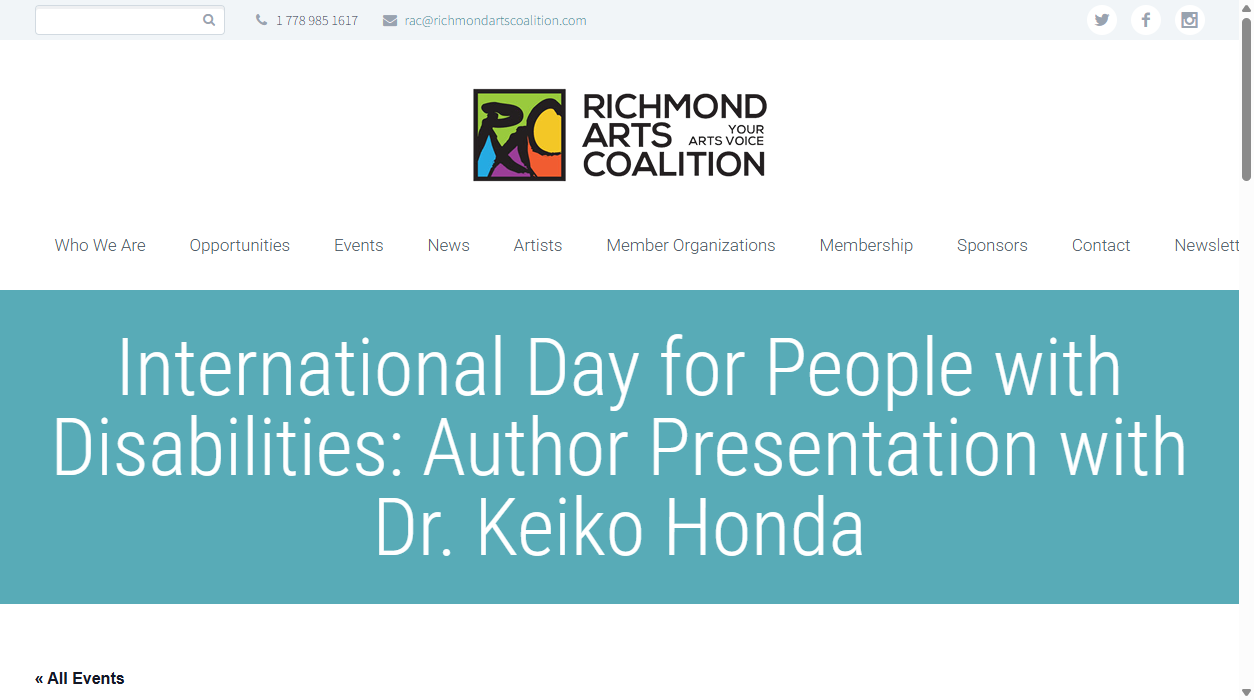 1 778 985 1617 rac@richmondartscoalition.com
RICHMOND
ARTS YOUR ARTS VOICE
COALITION
Who We Are Opportunities Events News Artists Member Organizations Membership Sponsors Contact Newslett
International Day for People with
Disabilities: Author Presentation with
Dr. Keiko Honda
« All Events